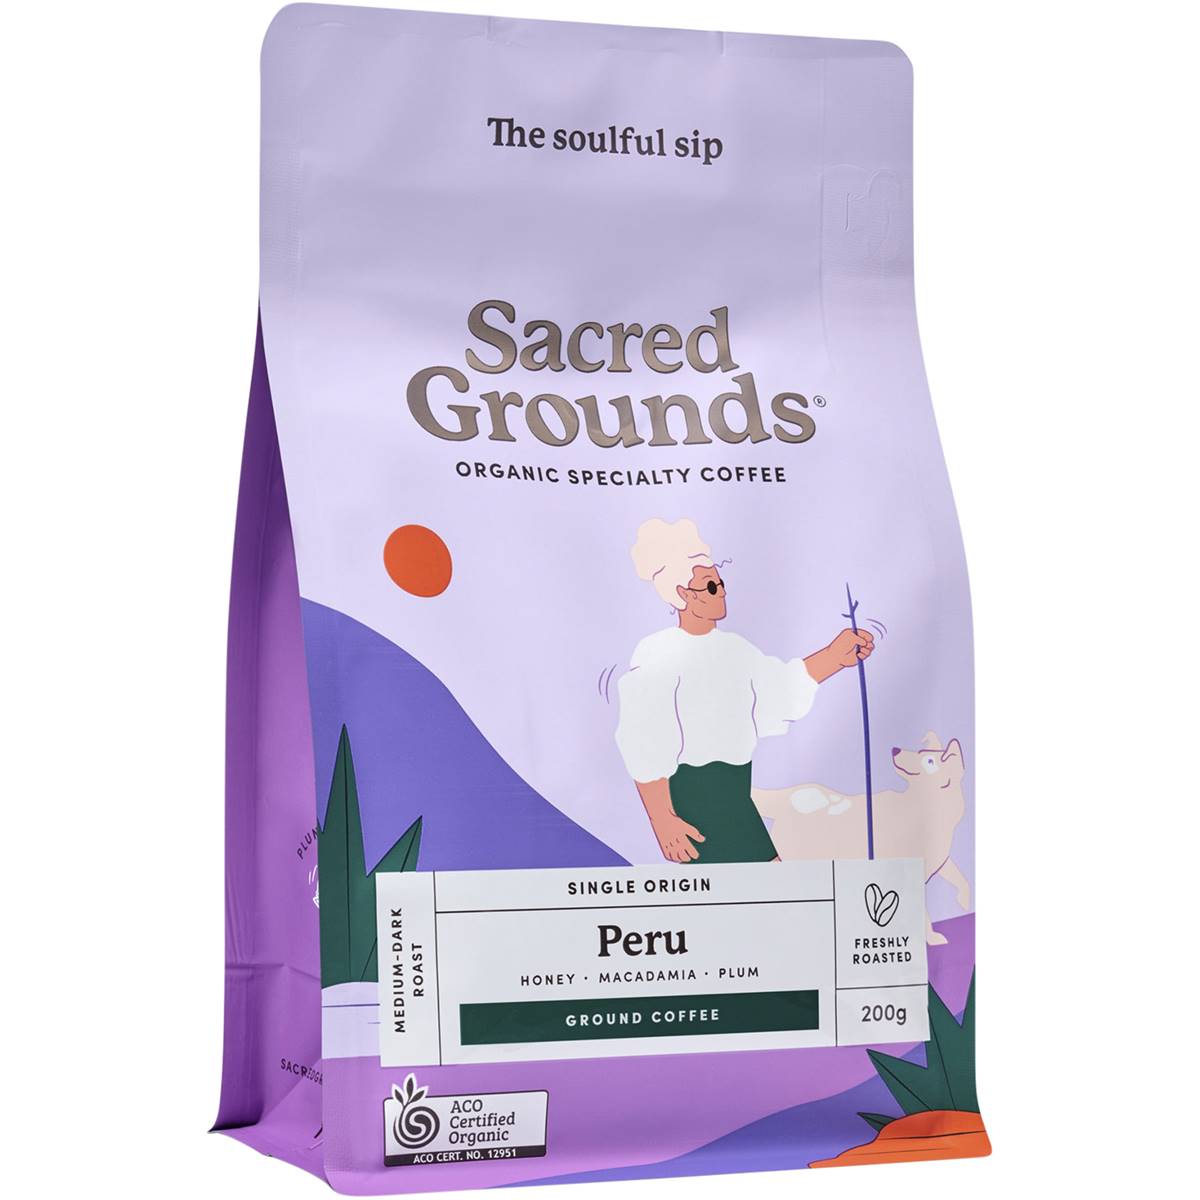 The soulful sip
Sacred
Grounds®
ORGANIC SPECIALTY COFFEE
SINGLE ORIGIN
Peru
HONEY · MACADAMIA · PLUM
GROUND COFFEE
MEDIUM-DARK
ROAST
FRESHLY
ROASTED
200g
ACO
Certified
Organic
ACO CERT. NO. 12951